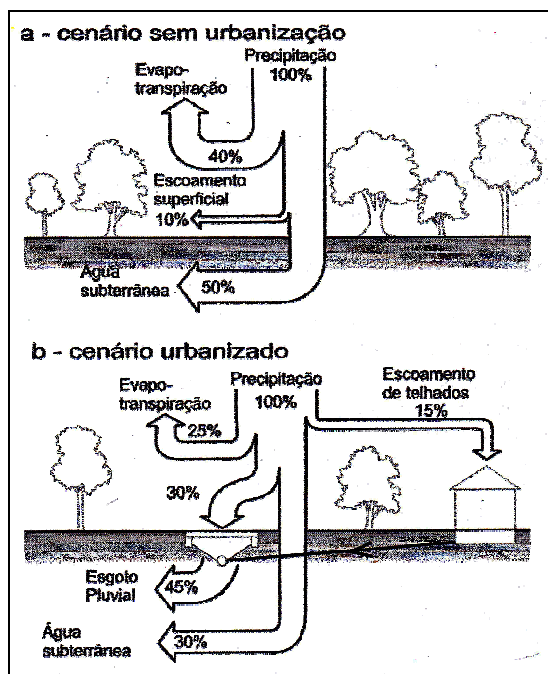 a - cenário sem urbanização
Precipitação
100%
Evapo-
transpiração
40%
Escoamento
superficial
10%
Água
subterrânea
50%
b - cenário urbanizado
Evapo-
transpiração
25%
Precipitação
100%
Escoamento
de telhados
15%
30%
Esgoto
Pluvial
45%
Água
subterrânea
30%